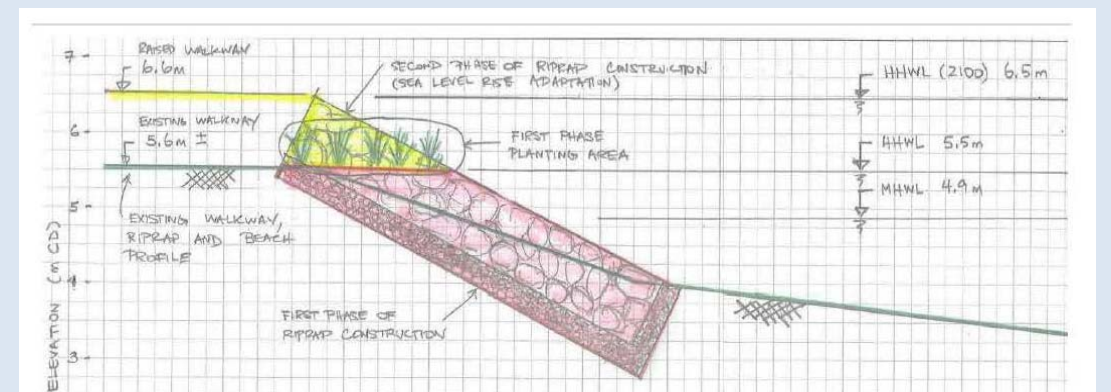 7 -
RAISED WALKWAY
6.6m
SECOND PHASE OF RIPRAP CONSTRUCTION
(SEA LEVEL RISE ADAPTATION)
HHWL (2100) 6.5m
6 -
EXISTING WALKWAY
5.6m ±
FIRST PHASE
PLANTING AREA
HHWL 5.5m
MHWL 4.9m
5 -
EXISTING WALKWAY,
RIPRAP AND BEACH
PROFILE
4 -
FIRST PHASE OF
RIPRAP CONSTRUCTION
3 -
ELEVATION (m CD)